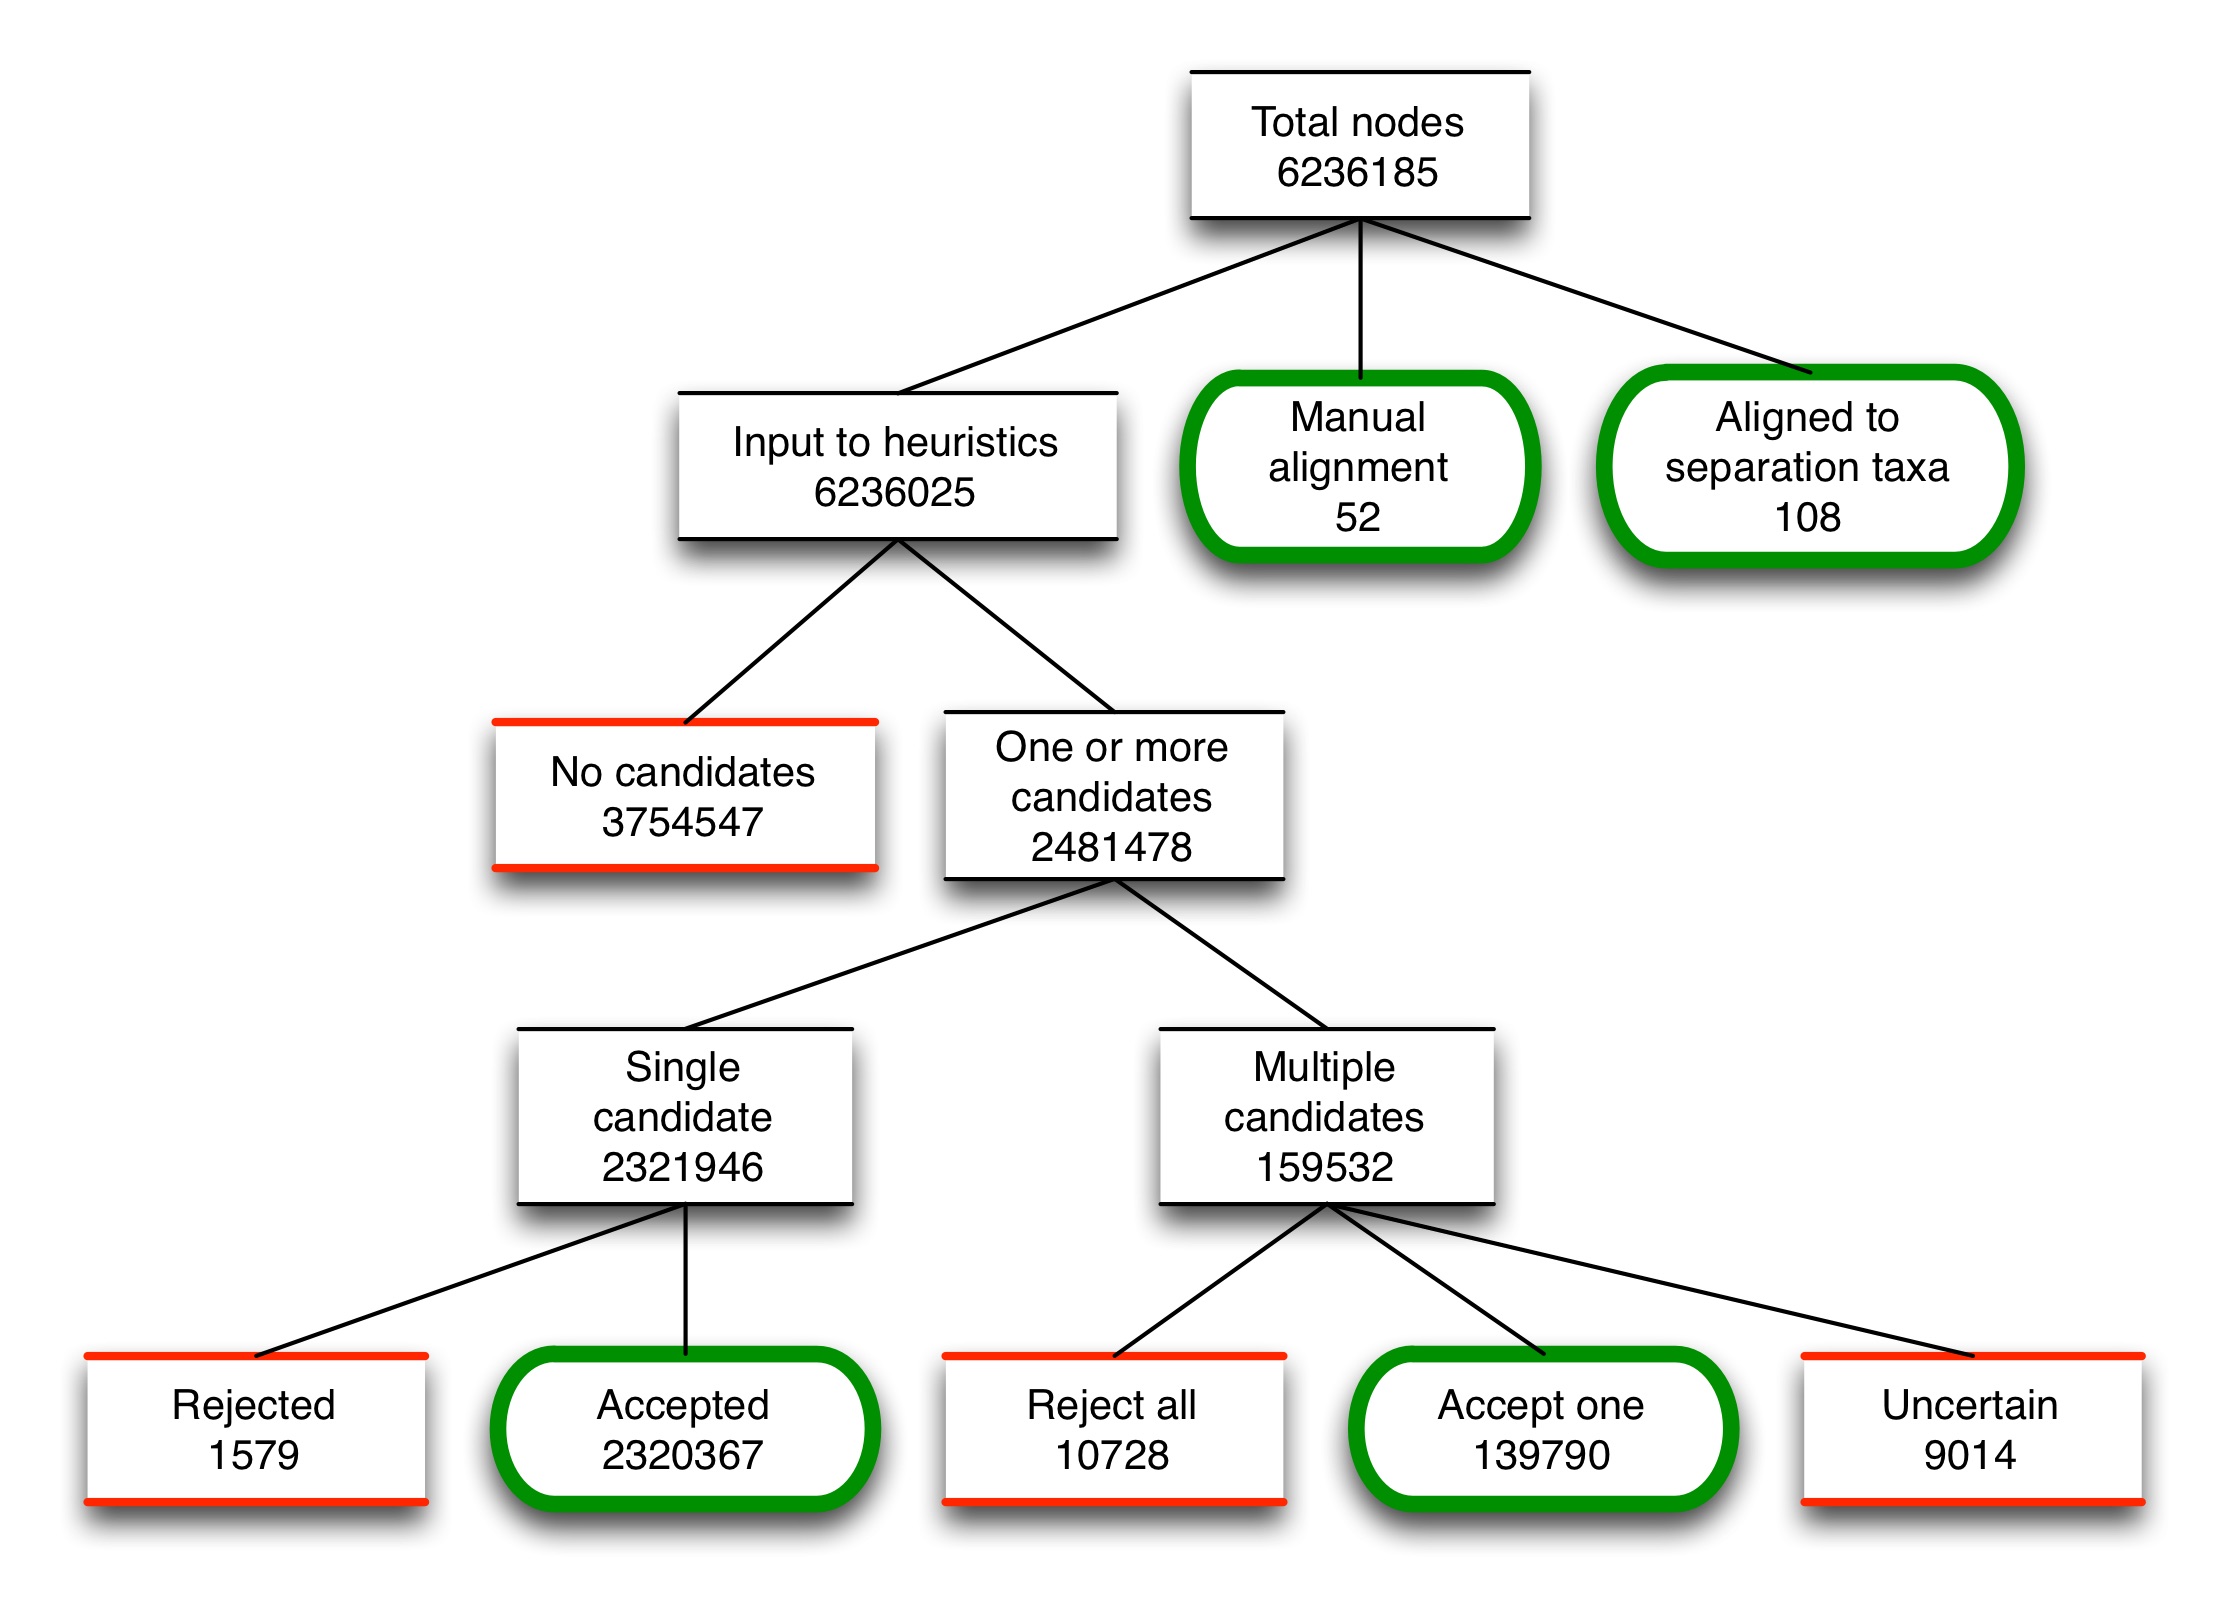 Total nodes
6236185
Input to heuristics
6236025
Manual
alignment
52
Aligned to
separation taxa
108
No candidates
3754547
One or more
candidates
2481478
Single
candidate
2321946
Multiple
candidates
159532
Rejected
1579
Accepted
2320367
Reject all
10728
Accept one
139790
Uncertain
9014